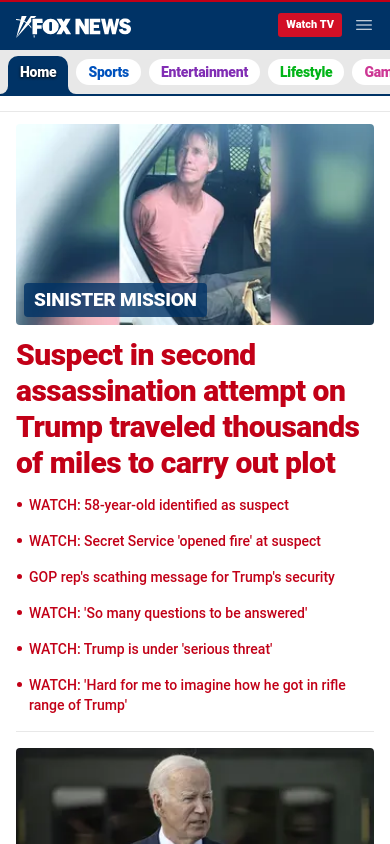 FOX NEWS
Watch TV
Home
Sports
Entertainment
Lifestyle
Gam
SINISTER MISSION
Suspect in second
assassination attempt on
Trump traveled thousands
of miles to carry out plot
• WATCH: 58-year-old identified as suspect
• WATCH: Secret Service 'opened fire' at suspect
• GOP rep's scathing message for Trump's security
• WATCH: 'So many questions to be answered'
• WATCH: Trump is under 'serious threat'
• WATCH: 'Hard for me to imagine how he got in rifle
range of Trump'